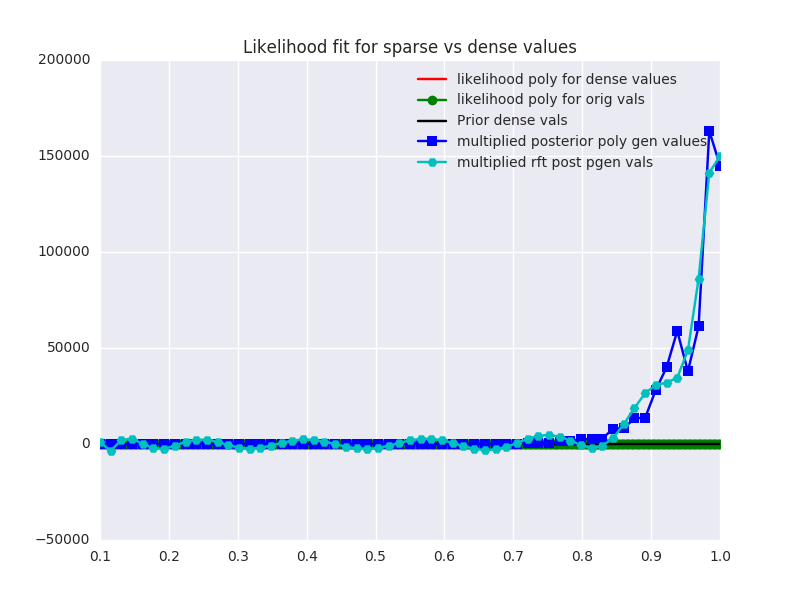 Likelihood fit for sparse vs dense values
200000
150000
100000
50000
0
−50000
likelihood poly for dense values
likelihood poly for orig vals
Prior dense vals
multiplied posterior poly gen values
multiplied rft post pgen vals
0.1 0.2 0.3 0.4 0.5 0.6 0.7 0.8 0.9 1.0